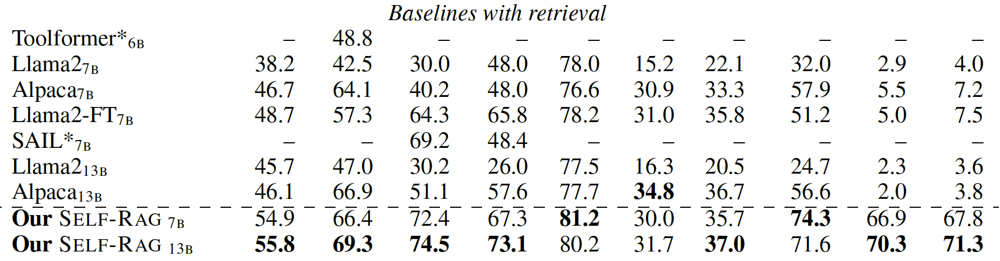 Baselines with retrieval
Toolformer*6B – 48.8 – – – – – – – –
Llama27B 38.2 42.5 30.0 48.0 78.0 15.2 22.1 32.0 2.9 4.0
Alpaca7B 46.7 64.1 40.2 48.0 76.6 30.9 33.3 57.9 5.5 7.2
Llama2-FT7B 48.7 57.3 64.3 65.8 78.2 31.0 35.8 51.2 5.0 7.5
SAIL*7B – – 69.2 48.4 – – – – – –
Llama213B 45.7 47.0 30.2 26.0 77.5 16.3 20.5 24.7 2.3 3.6
Alpaca13B 46.1 66.9 51.1 57.6 77.7 34.8 36.7 56.6 2.0 3.8
Our SELF-RAG 7B 54.9 66.4 72.4 67.3 81.2 30.0 35.7 74.3 66.9 67.8
Our SELF-RAG 13B 55.8 69.3 74.5 73.1 80.2 31.7 37.0 71.6 70.3 71.3